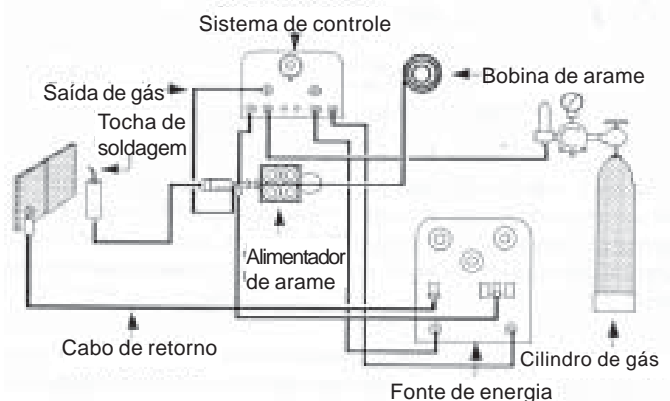 Sistema de controle
Bobina de arame
Saída de gás
Tocha de
soldagem
Alimentador
de arame
Cabo de retorno
Cilindro de gás
Fonte de energia